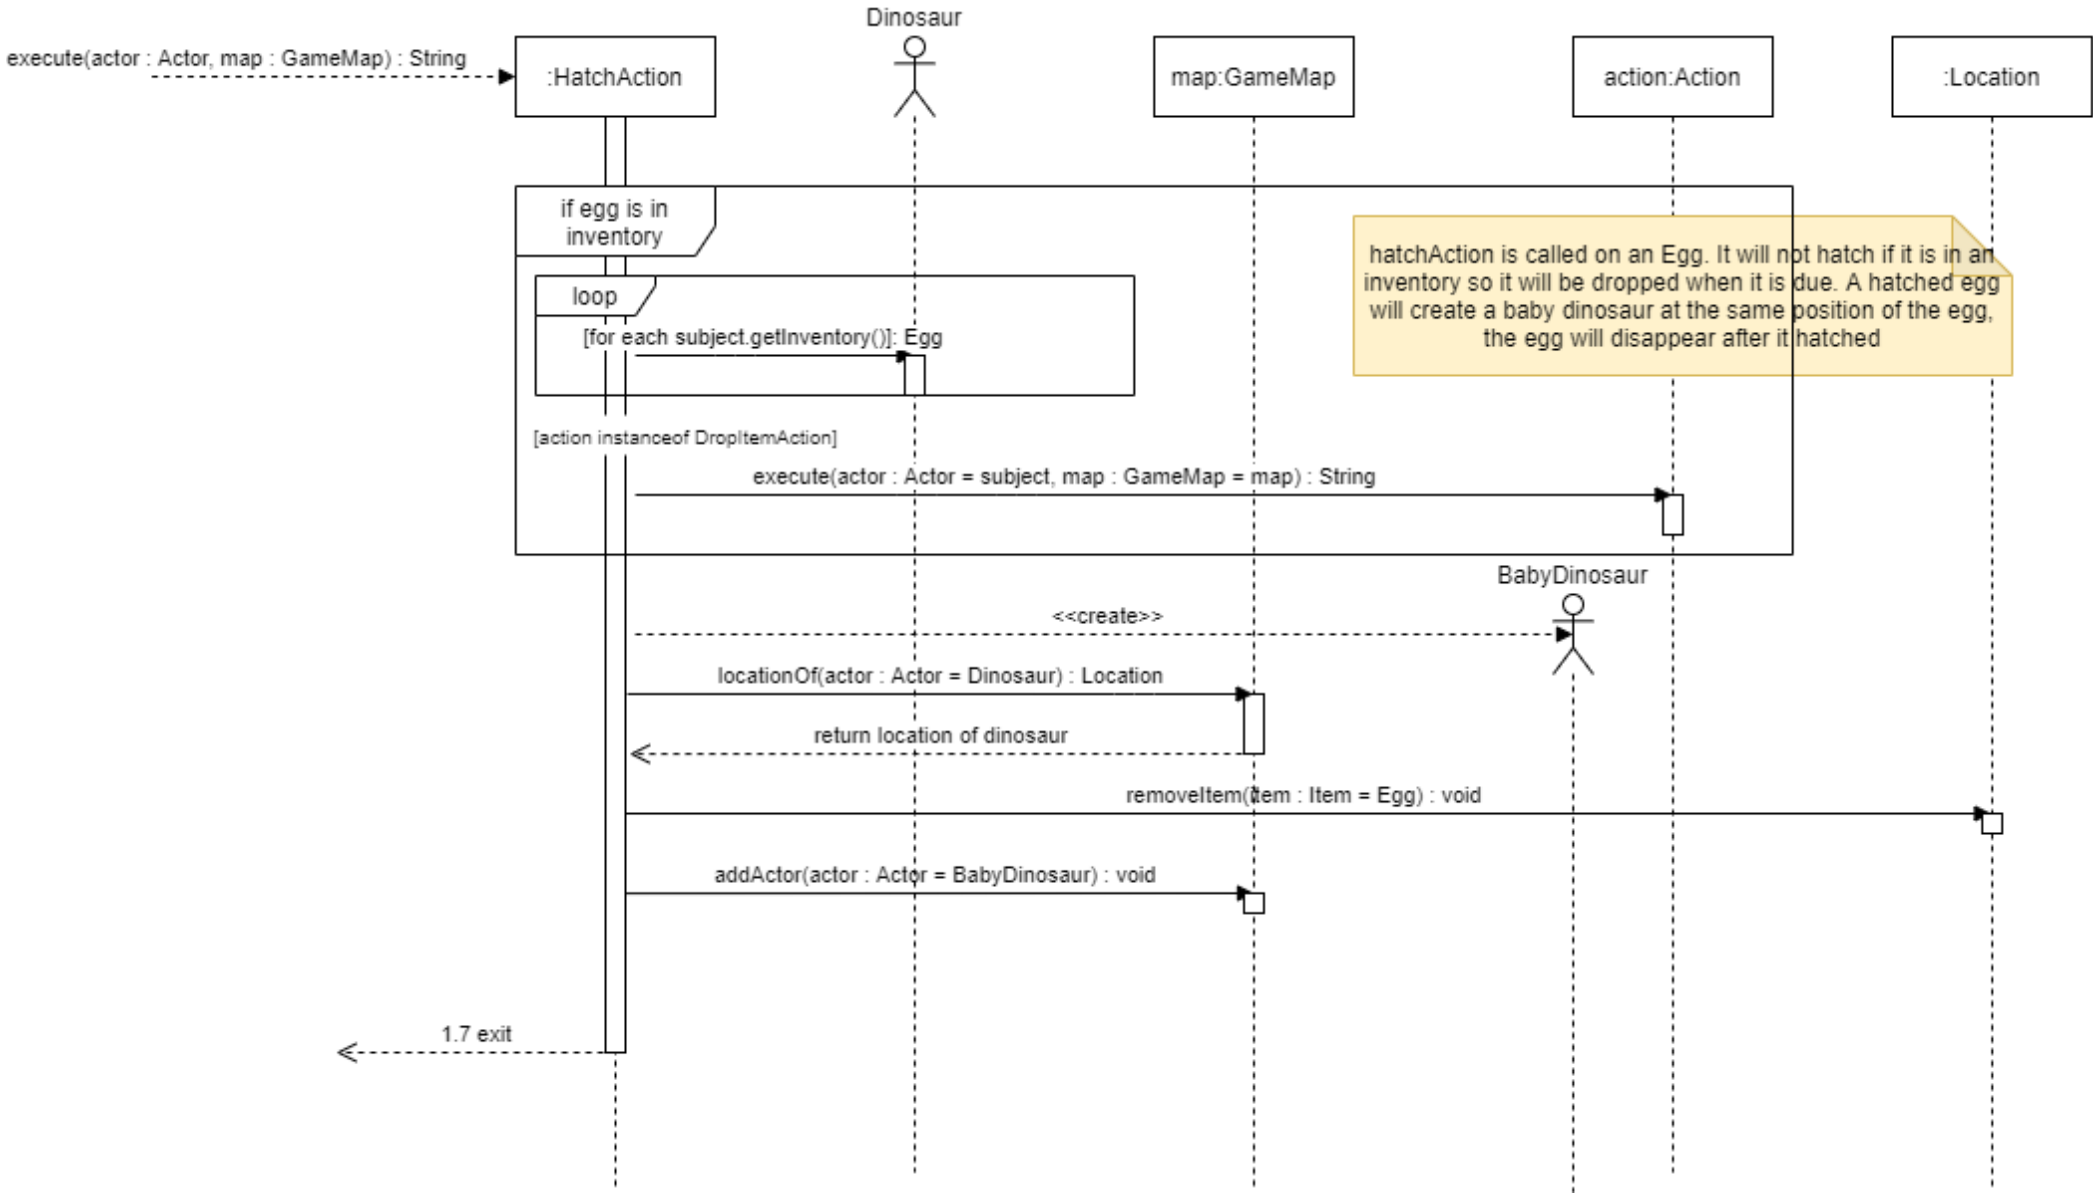 Dinosaur
execute(actor : Actor, map : GameMap) : String
:HatchAction
map:GameMap
action:Action
:Location
if egg is in
inventory
hatchAction is called on an Egg. It will not hatch if it is in an
inventory so it will be dropped when it is due. A hatched egg
will create a baby dinosaur at the same position of the egg,
the egg will disappear after it hatched
loop
[for each subject.getInventory()]: Egg
[action instanceof DropItemAction]
execute(actor : Actor = subject, map : GameMap = map) : String
BabyDinosaur
<<create>>
locationOf(actor : Actor = Dinosaur) : Location
return location of dinosaur
removeItem(item : Item = Egg) : void
addActor(actor : Actor = BabyDinosaur) : void
1.7 exit